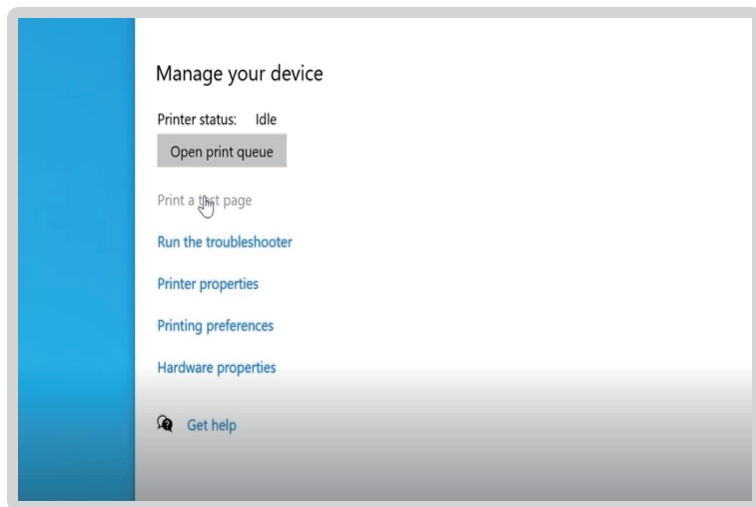 Manage your device
Printer status: Idle
Open print queue
Print a test page
Run the troubleshooter
Printer properties
Printing preferences
Hardware properties
Get help